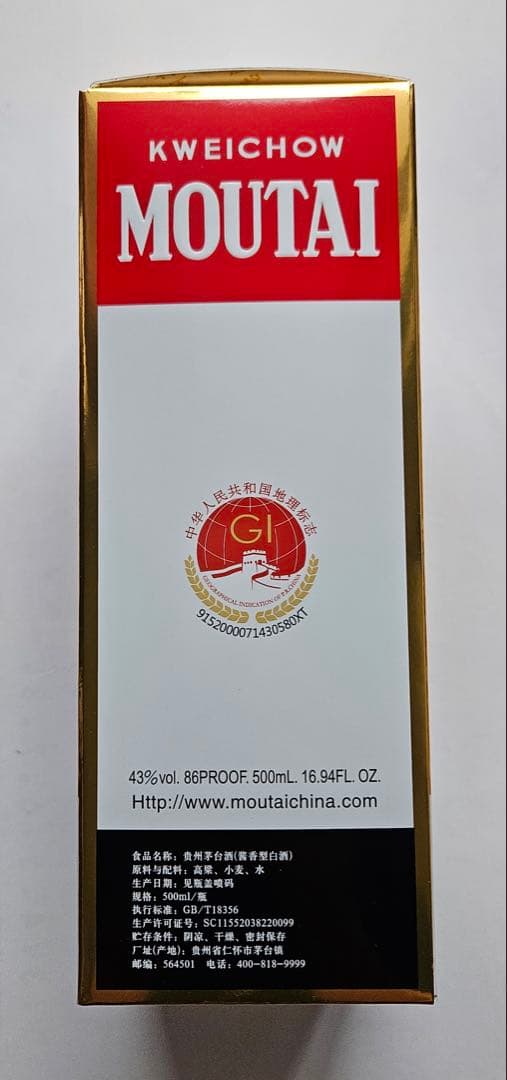 KWEICHOW
MOUTAI
中华人民共和国地理标志
GI
GEOGRAPHICAL INDICATION OF P.R.CHINA
9152000071430580XT
43%vol. 86PROOF. 500mL. 16.94FL. OZ.
Http://www.moutaichina.com
食品名称：贵州茅台酒(酱香型白酒)
原料与配料：高粱、小麦、水
生产日期：见瓶盖喷码
规格：500ml/瓶
执行标准：GB/T18356
生产许可证号：SC11552038220099
贮存条件：阴凉、干燥、密封保存
厂址(产地)：贵州省仁怀市茅台镇
邮编：564501 电话：400-818-9999